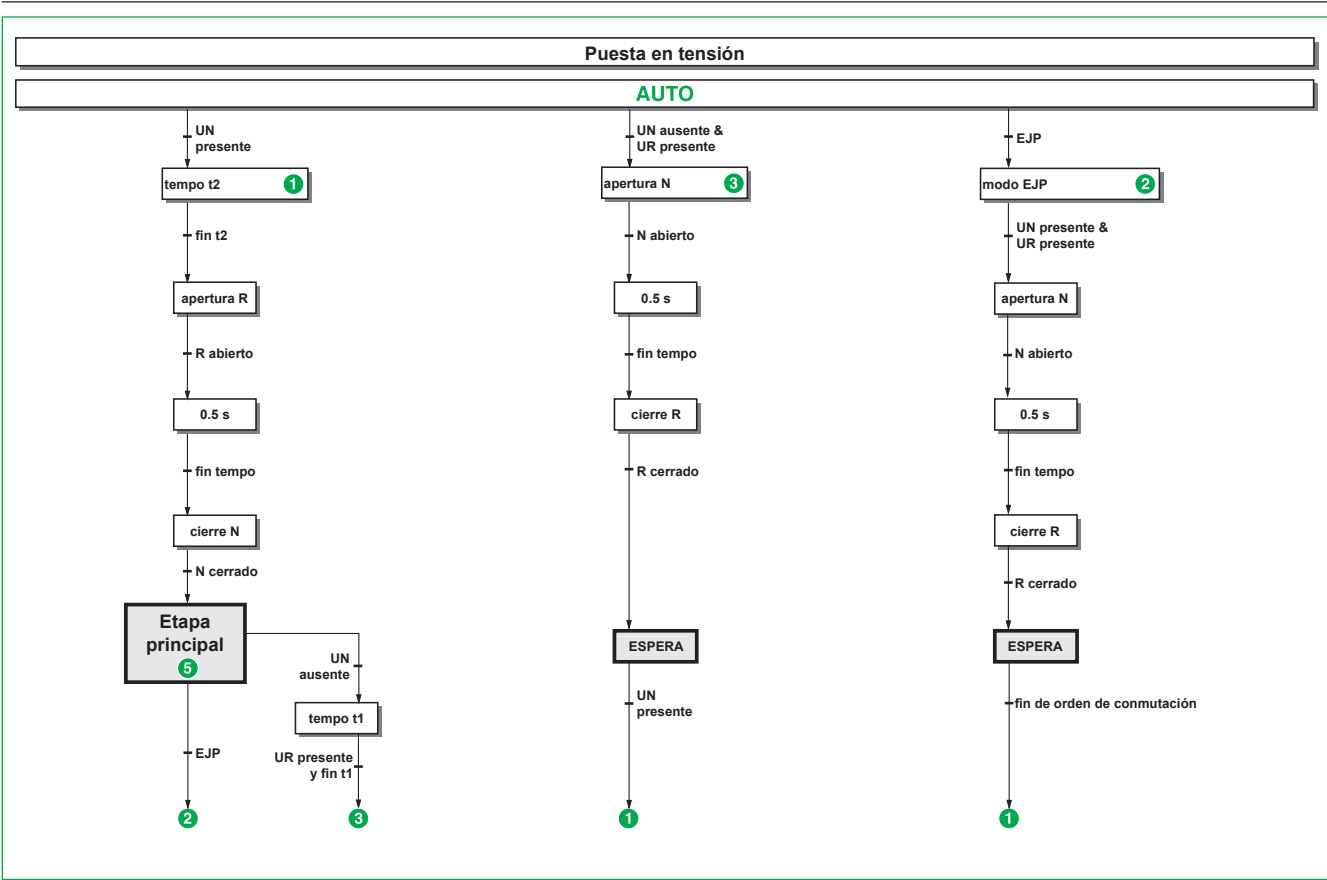 Puesta en tensión
AUTO
UN
presente
tempo t2
1
fin t2
apertura R
R abierto
0.5 s
fin tempo
cierre N
N cerrado
Etapa
principal
5
EJP
2
UN
ausente
tempo t1
UR presente
y fin t1
3
UN ausente &
UR presente
apertura N
3
N abierto
0.5 s
fin tempo
cierre R
R cerrado
ESPERA
UN
presente
1
EJP
modo EJP
2
UN presente &
UR presente
apertura N
N abierto
0.5 s
fin tempo
cierre R
R cerrado
ESPERA
fin de orden de conmutación
1